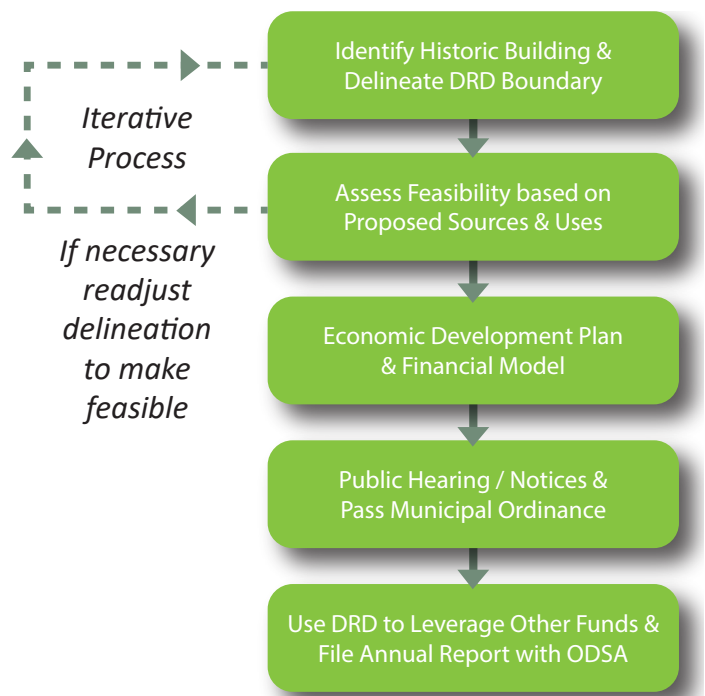 Identify Historic Building &
Delineate DRD Boundary
Iterative
Process
Assess Feasibility based on
Proposed Sources & Uses
If necessary
readjust
delineation
to make
feasible
Economic Development Plan
& Financial Model
Public Hearing / Notices &
Pass Municipal Ordinance
Use DRD to Leverage Other Funds &
File Annual Report with ODSA